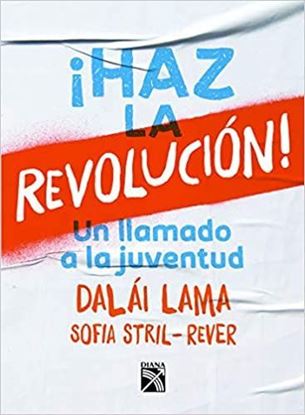 ¡HAZ
LA
REVOLUCIÓN!
Un llamado
a la juventud
DALÁI LAMA
SOFIA STRIL-REVER
DIANA